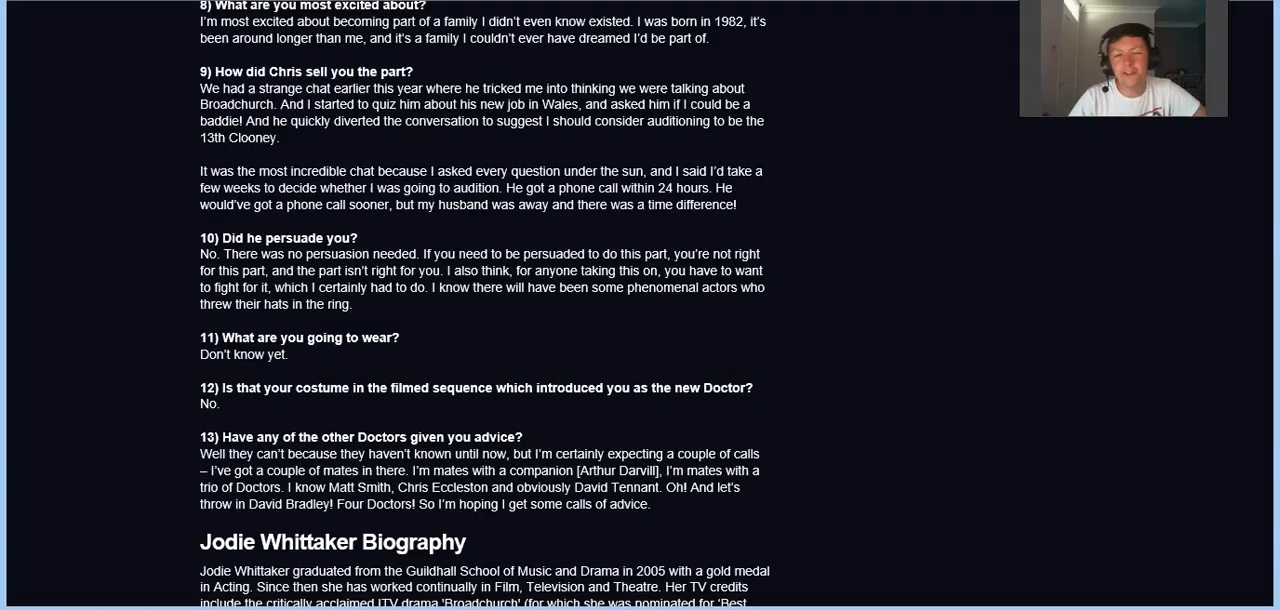 8) What are you most excited about?
I'm most excited about becoming part of a family I didn't even know existed. I was born in 1982, it's
been around longer than me, and it's a family I couldn't ever have dreamed I'd be part of.
9) How did Chris sell you the part?
We had a strange chat earlier this year where he tricked me into thinking we were talking about
Broadchurch. And I started to quiz him about his new job in Wales, and asked him if I could be a
baddie! And he quickly diverted the conversation to suggest I should consider auditioning to be the
13th Clooney.
It was the most incredible chat because I asked every question under the sun, and I said I'd take a
few weeks to decide whether I was going to audition. He got a phone call within 24 hours. He
would've got a phone call sooner, but my husband was away and there was a time difference!
10) Did he persuade you?
No. There was no persuasion needed. If you need to be persuaded to do this part, you're not right
for this part, and the part isn't right for you. I also think, for anyone taking this on, you have to want
to fight for it, which I certainly had to do. I know there will have been some phenomenal actors who
threw their hats in the ring.
11) What are you going to wear?
Don't know yet.
12) Is that your costume in the filmed sequence which introduced you as the new Doctor?
No.
13) Have any of the other Doctors given you advice?
Well they can't because they haven't known until now, but I'm certainly expecting a couple of calls
– I've got a couple of mates in there. I'm mates with a companion [Arthur Darvill], I'm mates with a
trio of Doctors. I know Matt Smith, Chris Eccleston and obviously David Tennant. Oh! And let's
throw in David Bradley! Four Doctors! So I'm hoping I get some calls of advice.
Jodie Whittaker Biography
Jodie Whittaker graduated from the Guildhall School of Music and Drama in 2005 with a gold medal
in Acting. Since then she has worked continually in Film, Television and Theatre. Her TV credits
include the critically acclaimed ITV drama 'Broadchurch' (for which she was nominated for 'Best